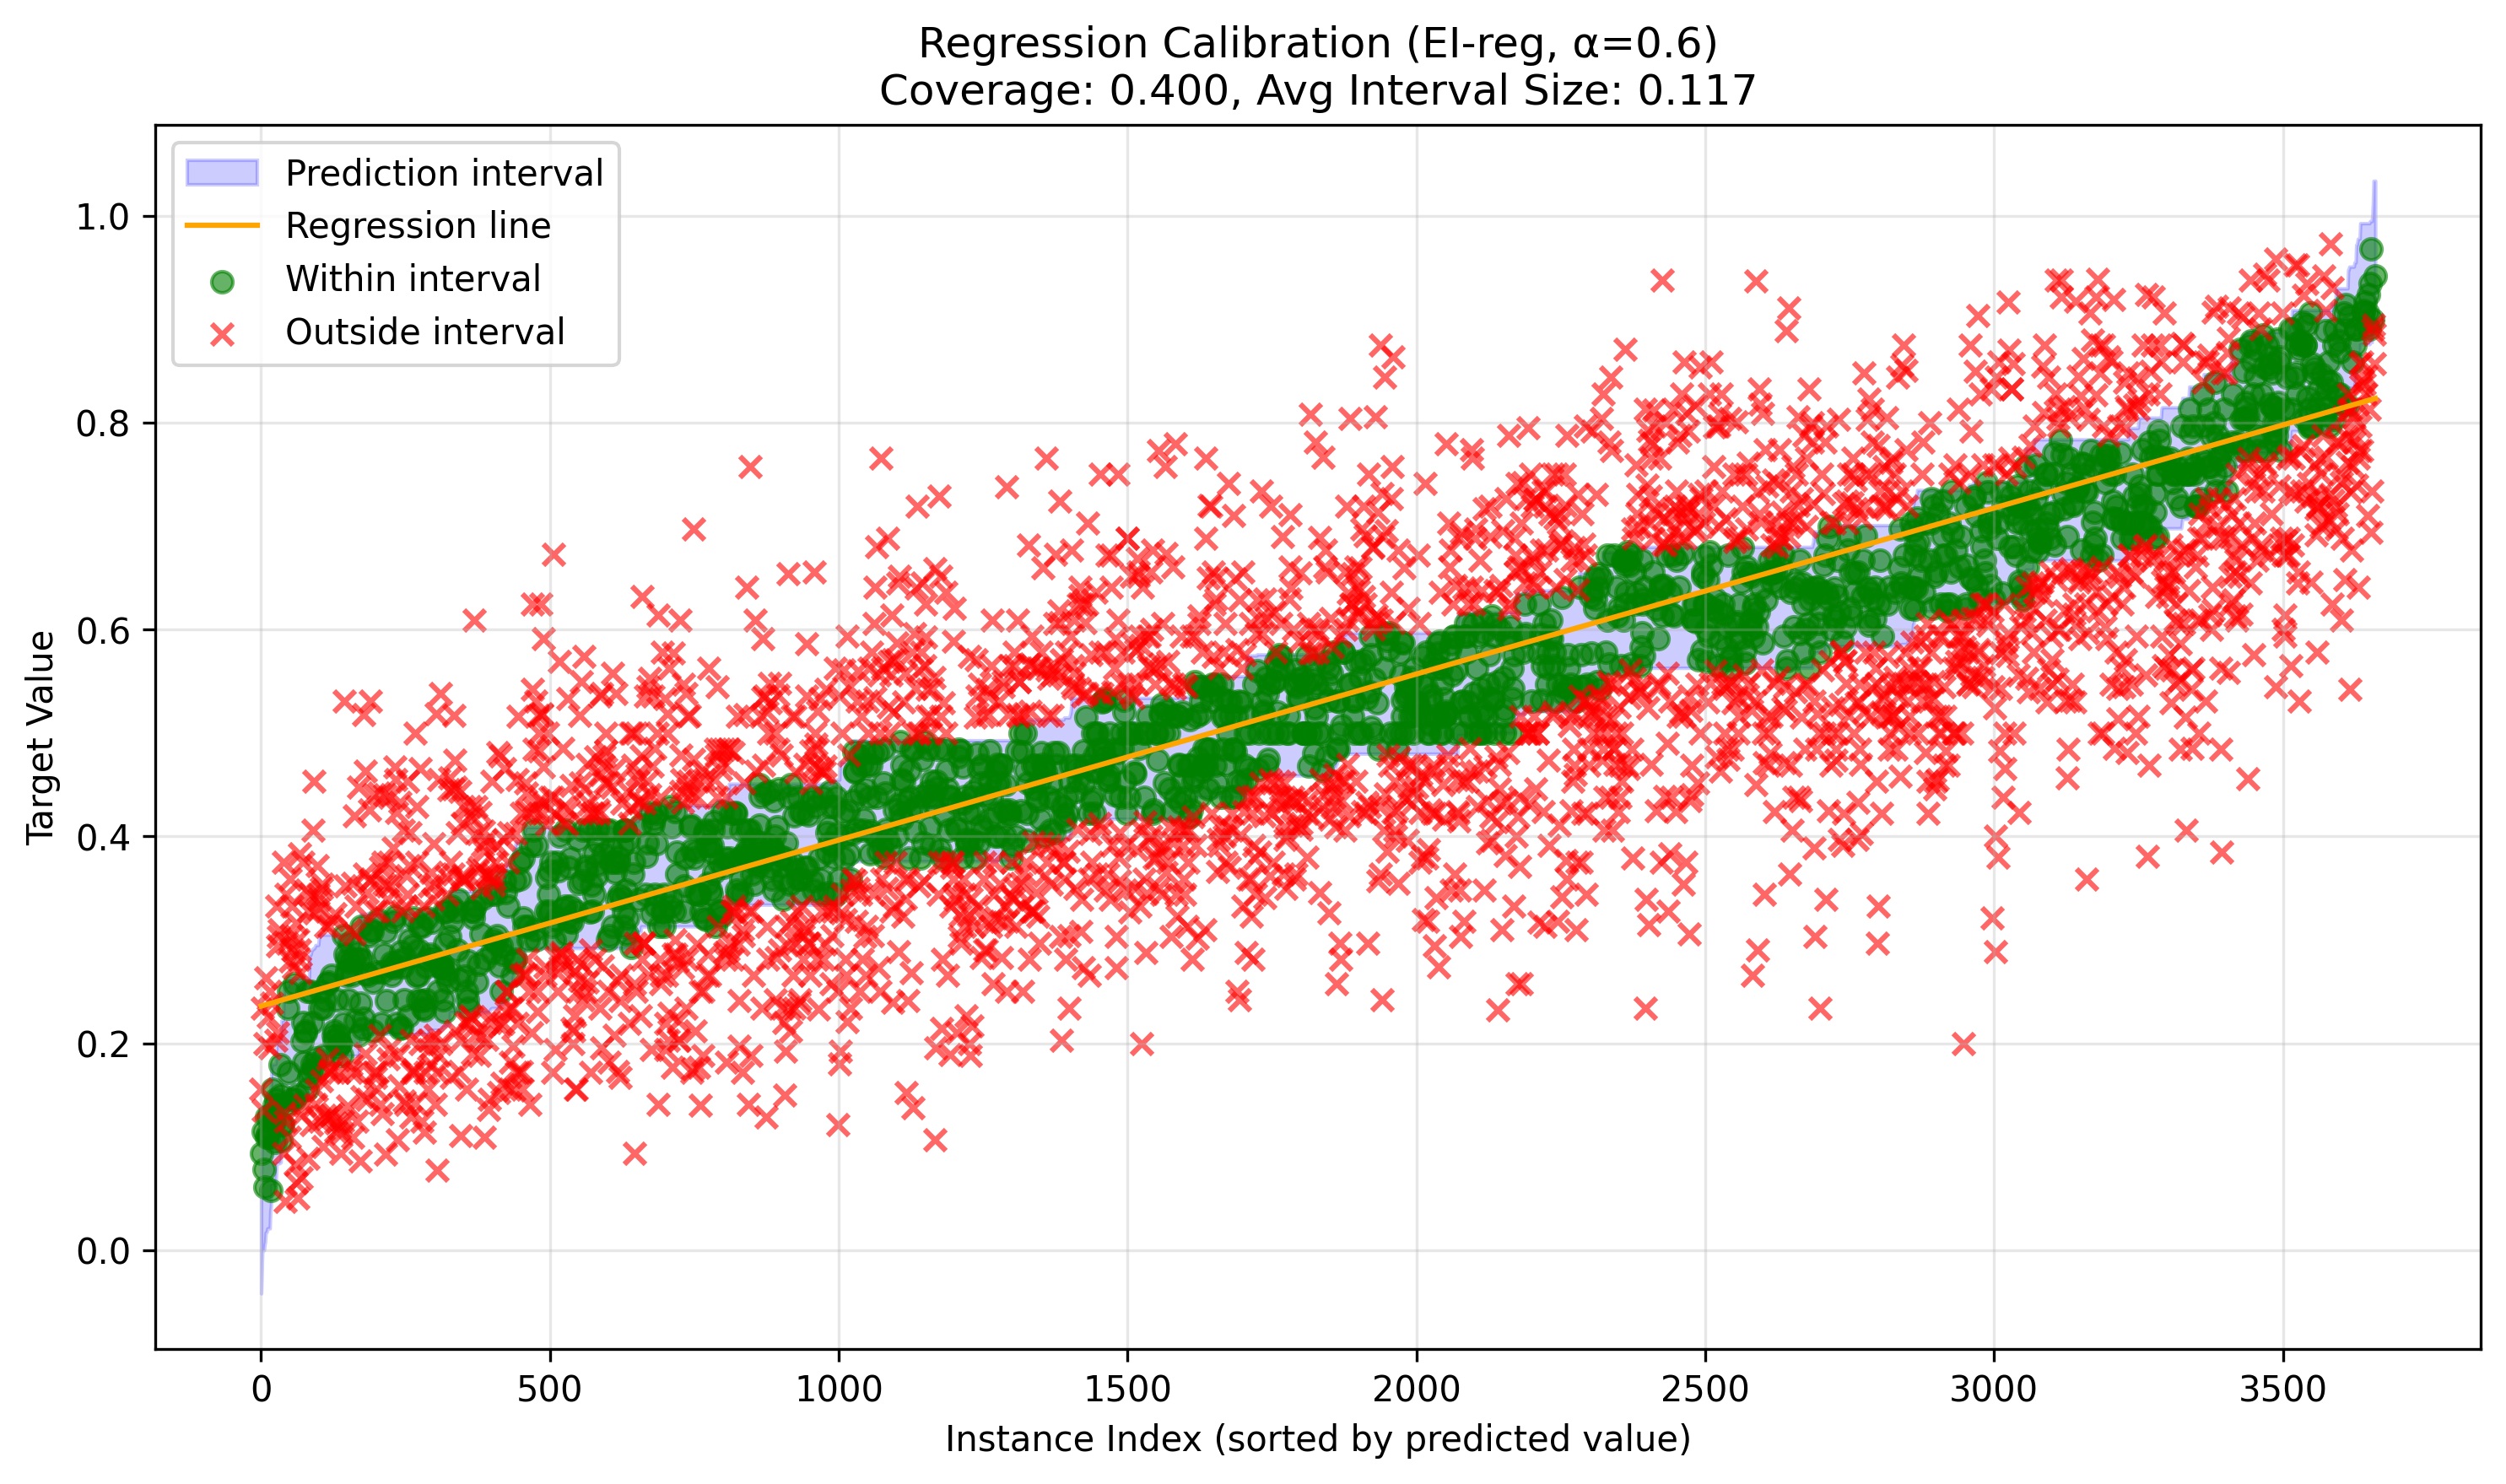 Regression Calibration (EI-reg, α=0.6)
Coverage: 0.400, Avg Interval Size: 0.117
Prediction interval
Regression line
Within interval
Outside interval
Target Value
1.0
0.8
0.6
0.4
0.2
0.0
0 500 1000 1500 2000 2500 3000 3500
Instance Index (sorted by predicted value)